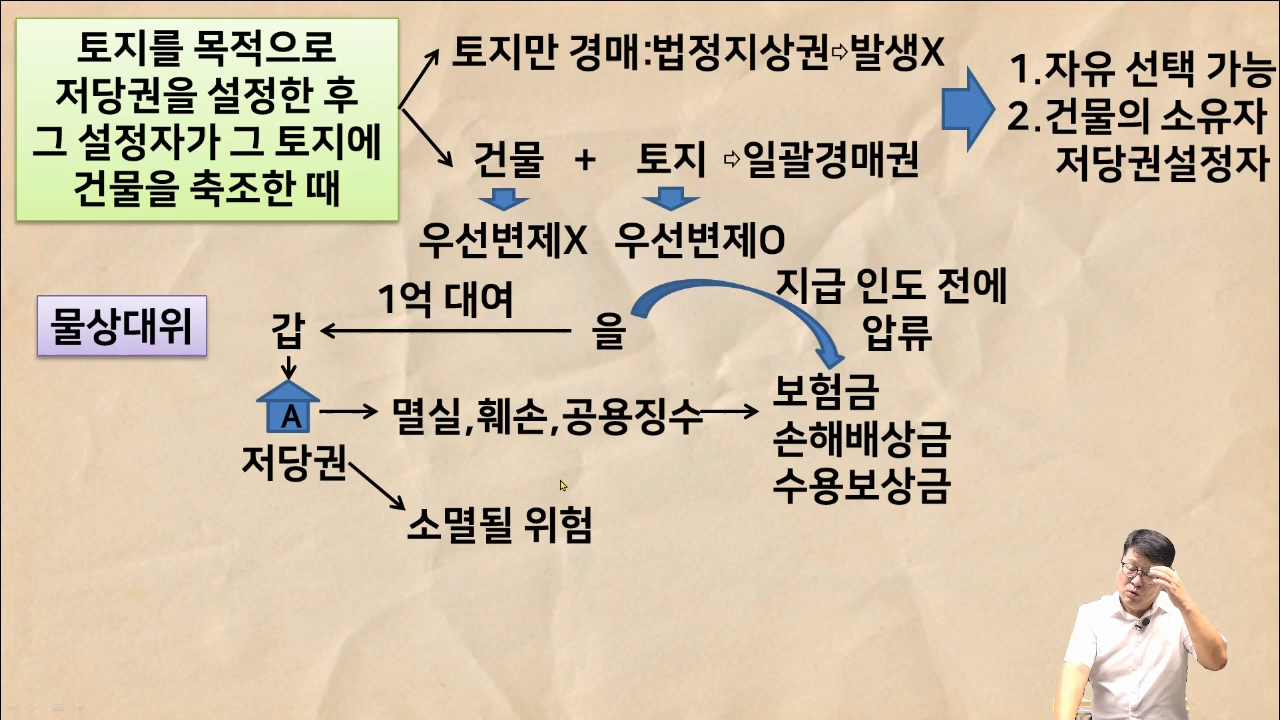 토지를 목적으로
저당권을 설정한 후
그 설정자가 그 토지에
건물을 축조한 때
토지만 경매:법정지상권⇨발생X
건물 + 토지 ⇨일괄경매권
우선변제X 우선변제O
1.자유 선택 가능
2.건물의 소유자
저당권설정자
물상대위
갑
1억 대여
을
지급 인도 전에
압류
A
저당권
멸실,훼손,공용징수
보험금
손해배상금
수용보상금
소멸될 위험